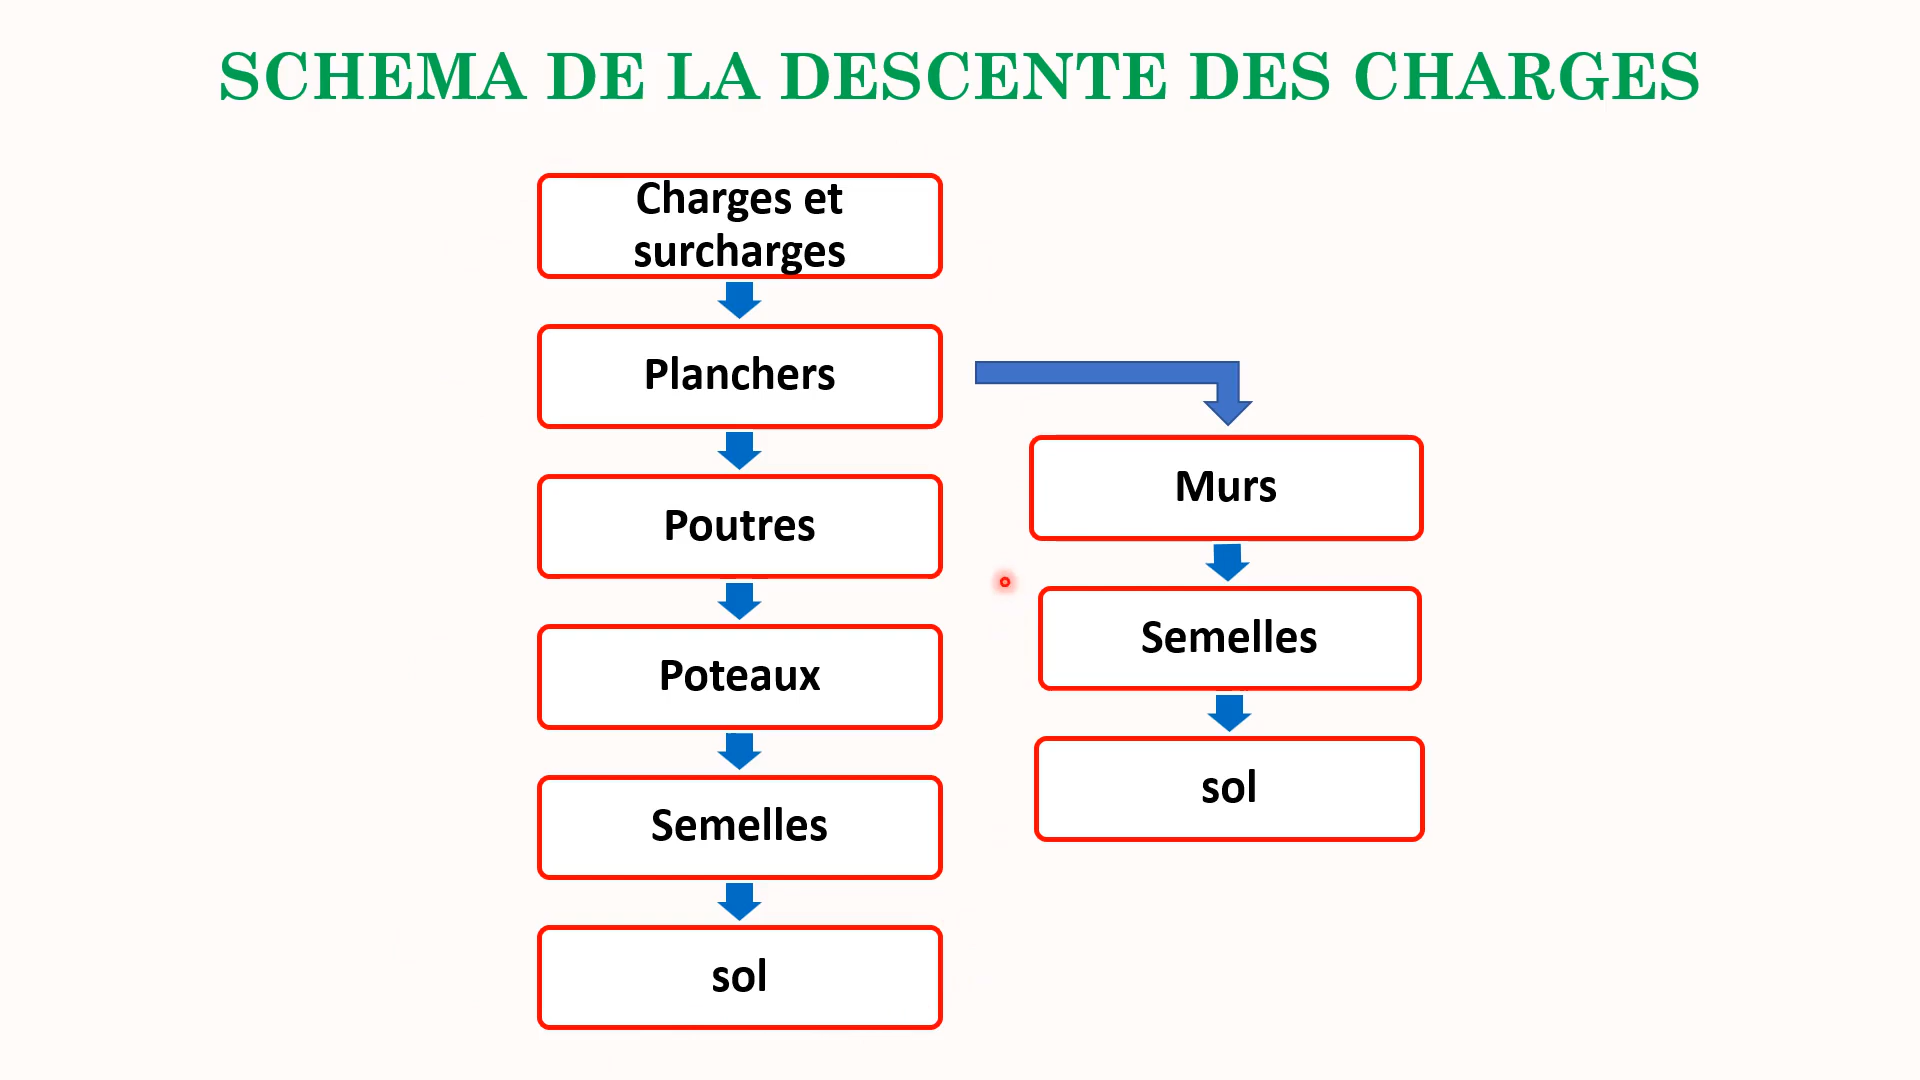 SCHEMA DE LA DESCENTE DES CHARGES
Charges et
surcharges
Planchers
Poutres
Poteaux
Semelles
sol
Murs
Semelles
sol